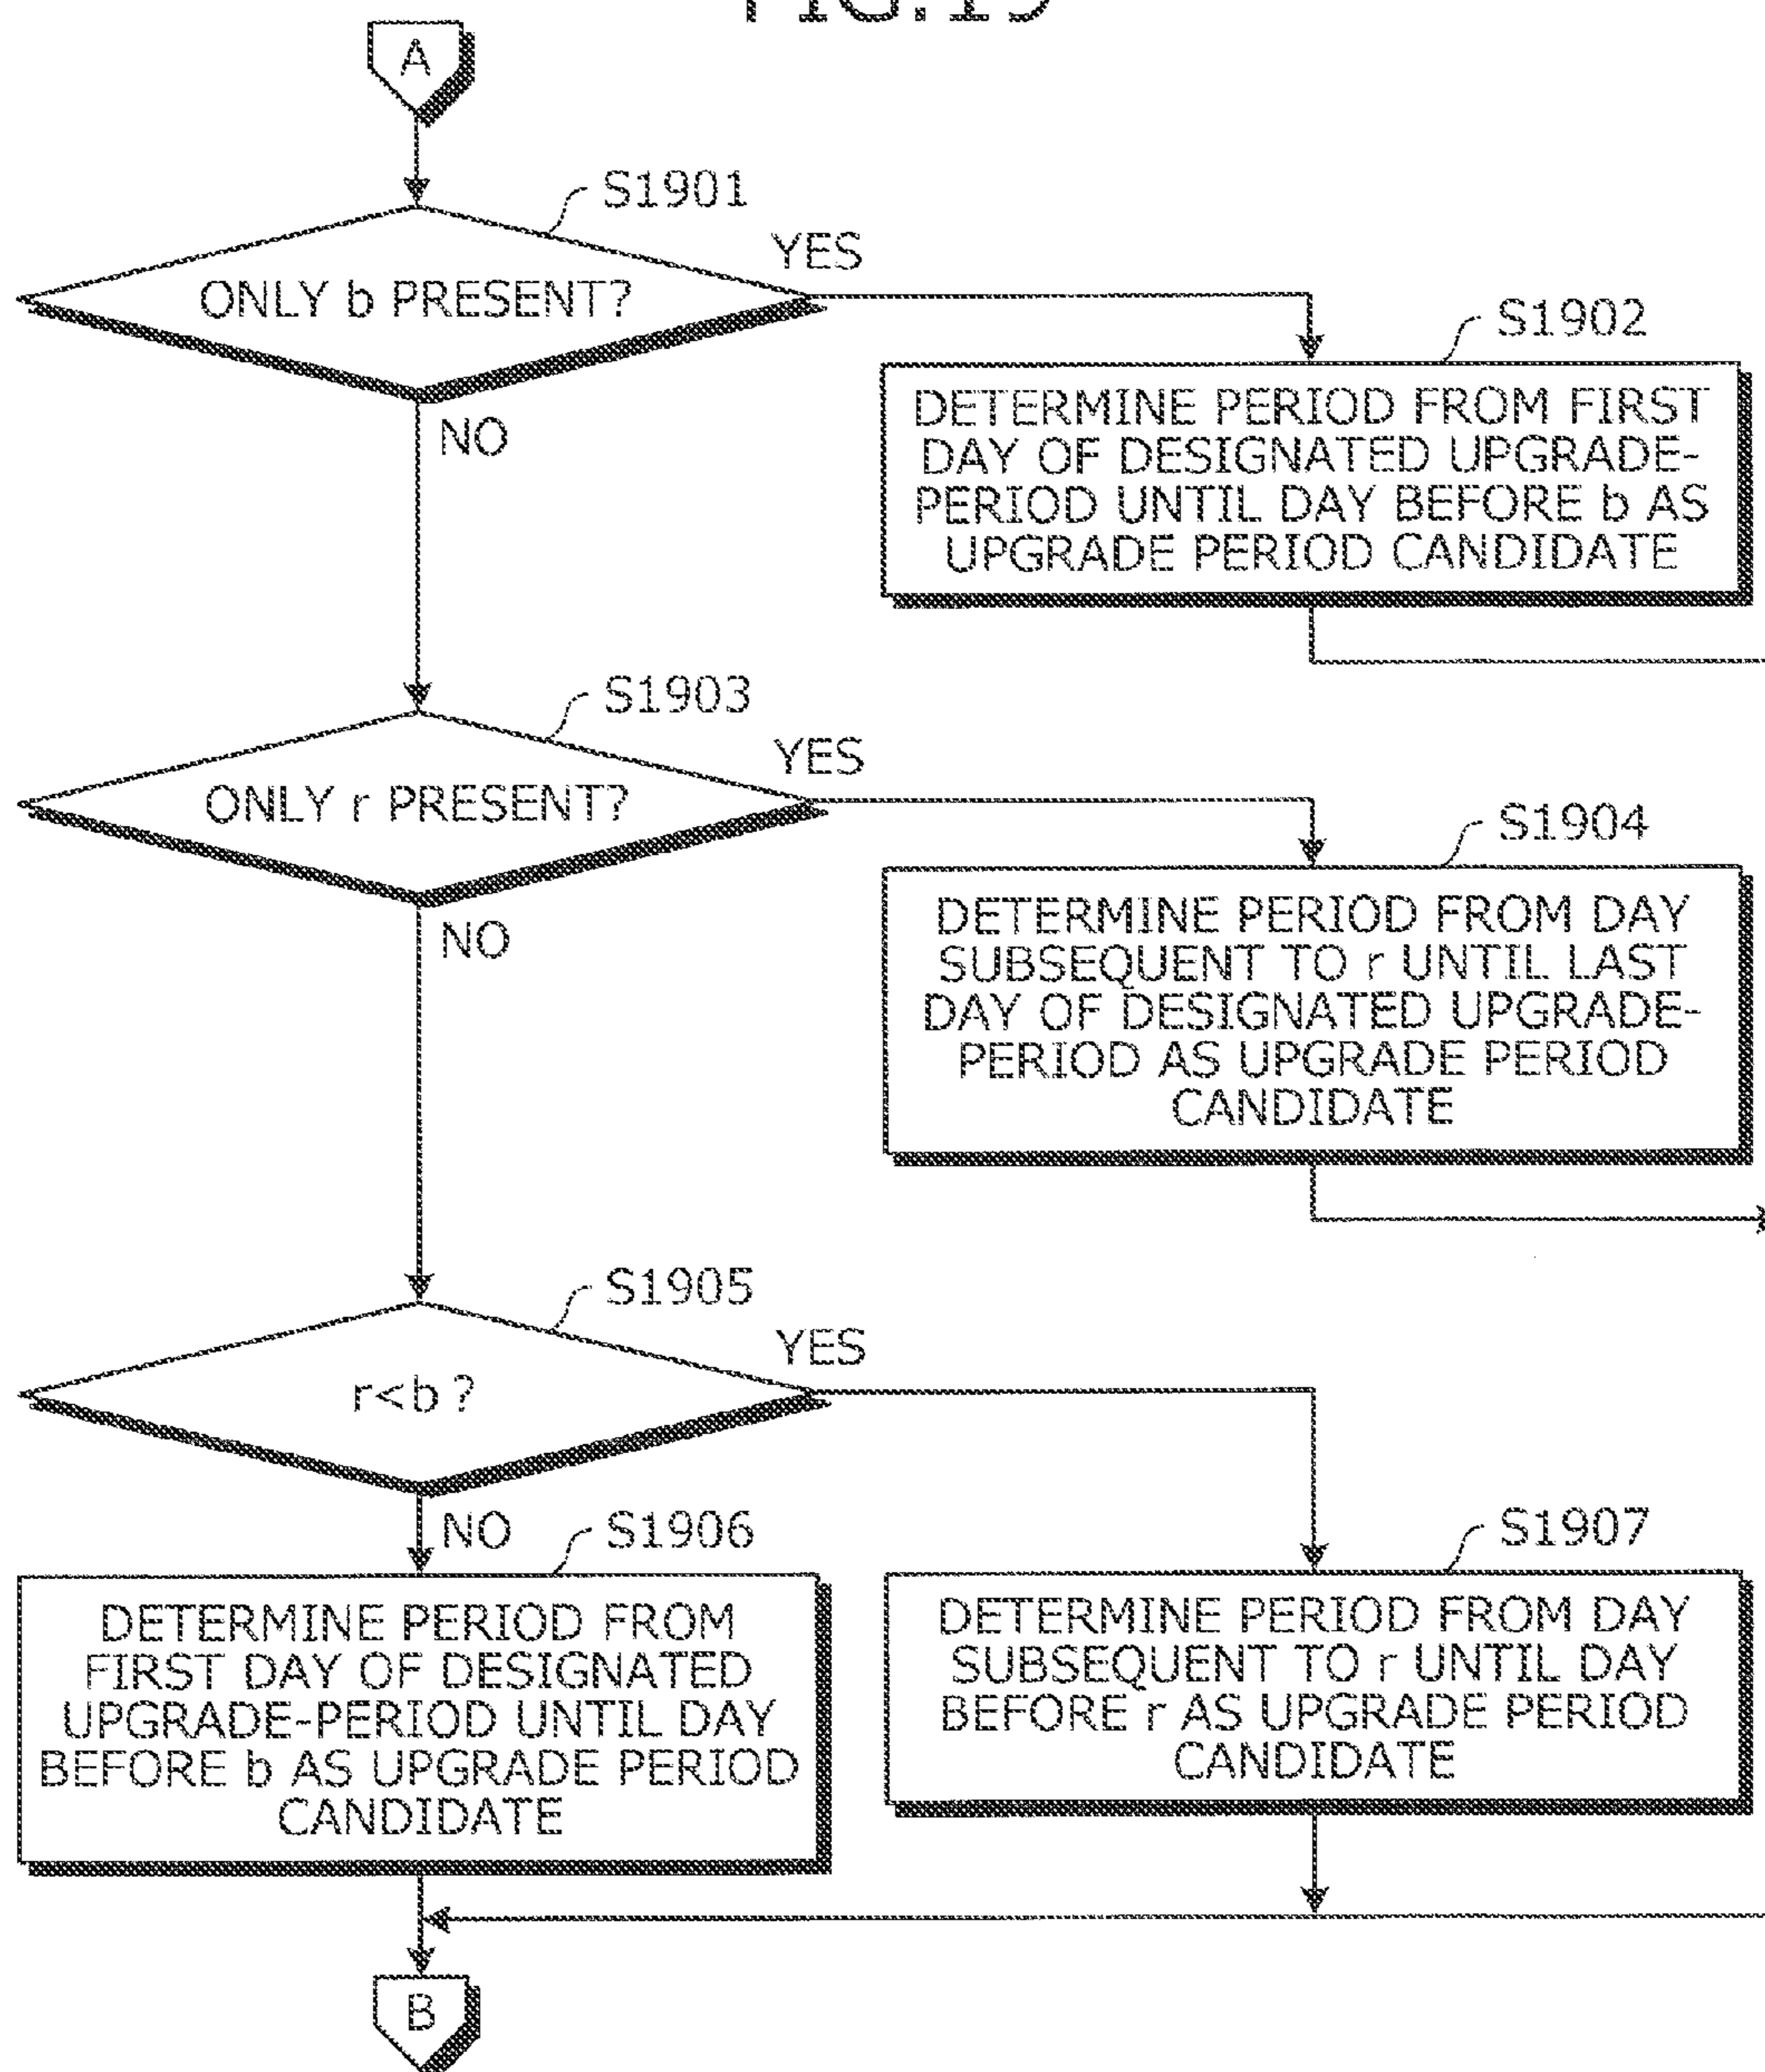 FIG.19
A
S1901
ONLY b PRESENT?
YES
NO
S1902
DETERMINE PERIOD FROM FIRST
DAY OF DESIGNATED UPGRADE-
PERIOD UNTIL DAY BEFORE b AS
UPGRADE PERIOD CANDIDATE
S1903
ONLY r PRESENT?
YES
NO
S1904
DETERMINE PERIOD FROM DAY
SUBSEQUENT TO r UNTIL LAST
DAY OF DESIGNATED UPGRADE-
PERIOD AS UPGRADE PERIOD
CANDIDATE
S1905
r<b ?
YES
NO
S1906
DETERMINE PERIOD FROM
FIRST DAY OF DESIGNATED
UPGRADE-PERIOD UNTIL DAY
BEFORE b AS UPGRADE PERIOD
CANDIDATE
S1907
DETERMINE PERIOD FROM DAY
SUBSEQUENT TO r UNTIL DAY
BEFORE r AS UPGRADE PERIOD
CANDIDATE
B